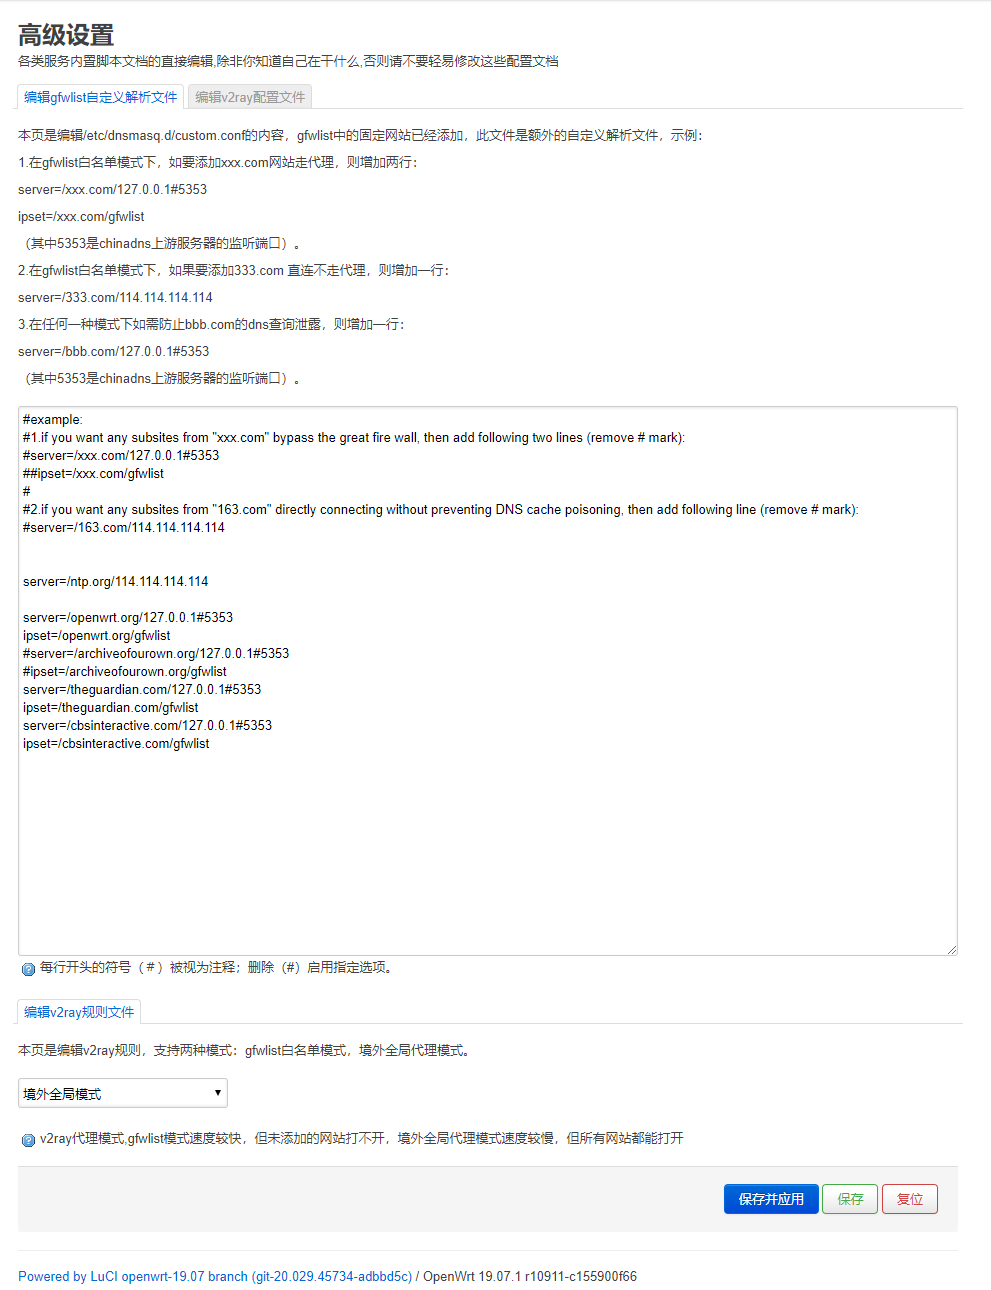 高级设置
各类服务内置脚本文档的直接编辑,除非你知道自己在干什么,否则请不要轻易修改这些配置文档
编辑gfwlist自定义解析文件 编辑v2ray配置文件
本页是编辑/etc/dnsmasq.d/custom.conf的内容，gfwlist中的固定网站已经添加，此文件是额外的自定义解析文件，示例：
1.在gfwlist白名单模式下，如要添加xxx.com网站走代理，则增加两行：
server=/xxx.com/127.0.0.1#5353
ipset=/xxx.com/gfwlist
（其中5353是chinadns上游服务器的监听端口）。
2.在gfwlist白名单模式下，如果要添加333.com 直连不走代理，则增加一行：
server=/333.com/114.114.114.114
3.在任何一种模式下如需防止bbb.com的dns查询泄露，则增加一行：
server=/bbb.com/127.0.0.1#5353
（其中5353是chinadns上游服务器的监听端口）。
#example:
#1.if you want any subsites from "xxx.com" bypass the great fire wall, then add following two lines (remove # mark):
#server=/xxx.com/127.0.0.1#5353
##ipset=/xxx.com/gfwlist
#
#2.if you want any subsites from "163.com" directly connecting without preventing DNS cache poisoning, then add following line (remove # mark):
#server=/163.com/114.114.114.114
server=/ntp.org/114.114.114.114
server=/openwrt.org/127.0.0.1#5353
ipset=/openwrt.org/gfwlist
#server=/archiveofourown.org/127.0.0.1#5353
#ipset=/archiveofourown.org/gfwlist
server=/theguardian.com/127.0.0.1#5353
ipset=/theguardian.com/gfwlist
server=/cbsinteractive.com/127.0.0.1#5353
ipset=/cbsinteractive.com/gfwlist
每行开头的符号（＃）被视为注释；删除（#）启用指定选项。
编辑v2ray规则文件
本页是编辑v2ray规则，支持两种模式：gfwlist白名单模式，境外全局代理模式。
境外全局模式
v2ray代理模式,gfwlist模式速度较快，但未添加的网站打不开，境外全局代理模式速度较慢，但所有网站都能打开
保存并应用 保存 复位
Powered by LuCI openwrt-19.07 branch (git-20.029.45734-adbbd5c) / OpenWrt 19.07.1 r10911-c155900f66